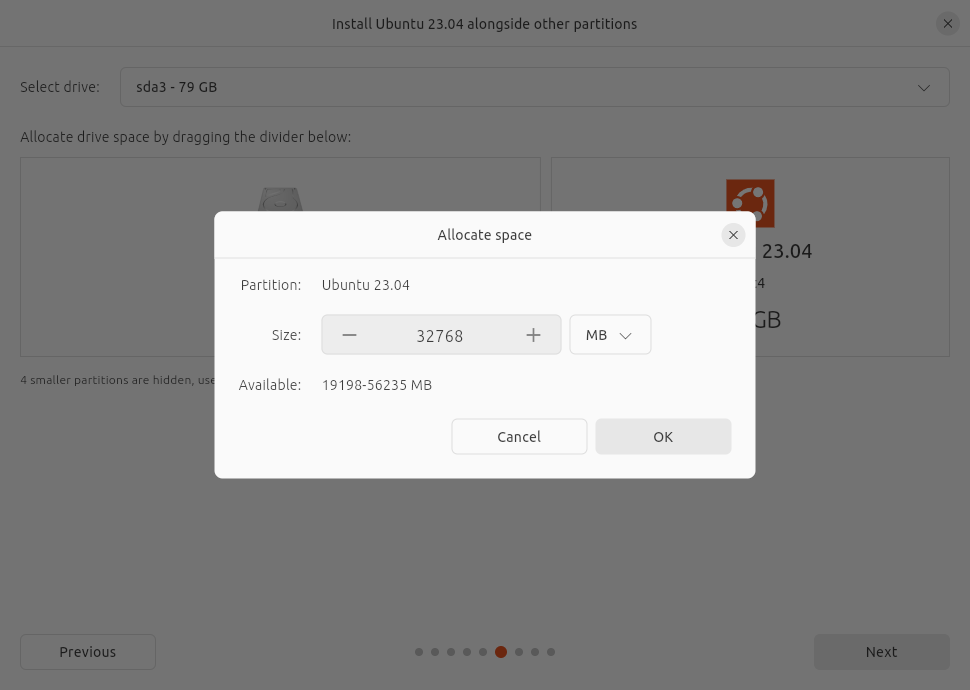 Install Ubuntu 23.04 alongside other partitions
Select drive: sda3 - 79 GB
Allocate drive space by dragging the divider below:
23.04
GB
4 smaller partitions are hidden, use
Allocate space
Partition: Ubuntu 23.04
Size: 32768 MB
Available: 19198-56235 MB
Cancel OK
Previous Next